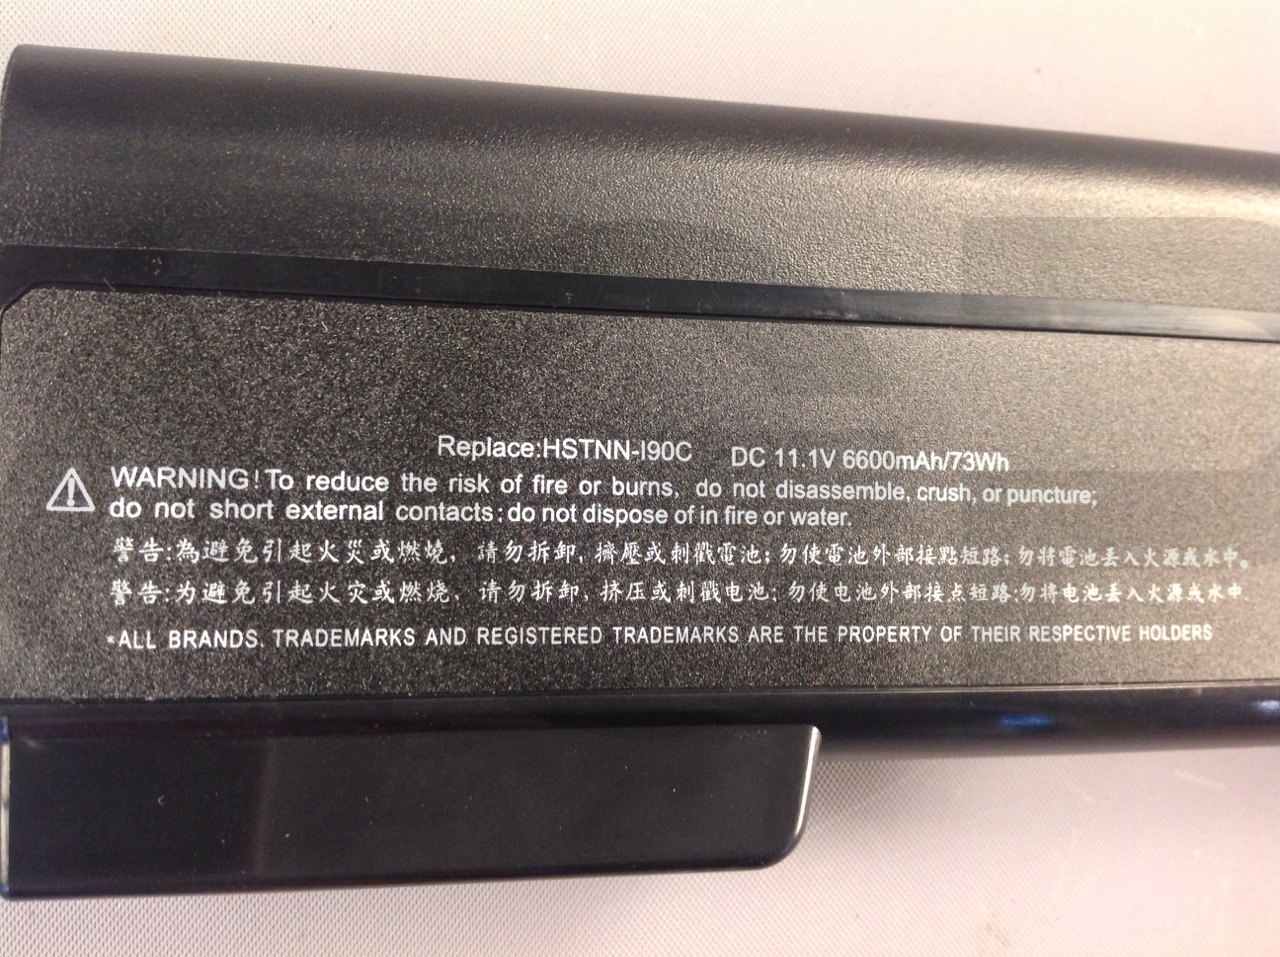 Replace:HSTNN-I90C DC 11.1V 6600mAh/73Wh
WARNING! To reduce the risk of fire or burns, do not disassemble, crush, or puncture;
do not short external contacts; do not dispose of in fire or water.
警告:為避免引起火災或燃燒，請勿拆卸，擠壓或刺戳電池；勿使電池外部接點短路；勿將電池丟入火源或水中。
警告:为避免引起火灾或燃烧，请勿拆卸，挤压或刺戳电池；勿使电池外部接点短路；勿将电池丢入火源或水中.
*ALL BRANDS, TRADEMARKS AND REGISTERED TRADEMARKS ARE THE PROPERTY OF THEIR RESPECTIVE HOLDERS